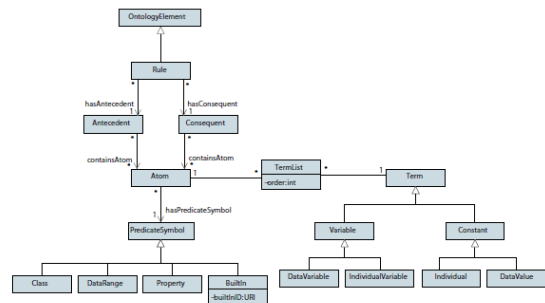 OntologyElement
Rule
* *
hasAntecedent hasConsequent
1 1
Antecedent Consequent
* *
containsAtom containsAtom
* *
Atom 1 * TermList * 1 Term
-order:int
*
hasPredicateSymbol
1
PredicateSymbol Variable Constant
Class DataRange Property BuiltIn DataVariable IndividualVariable Individual DataValue
-builtInID:URI